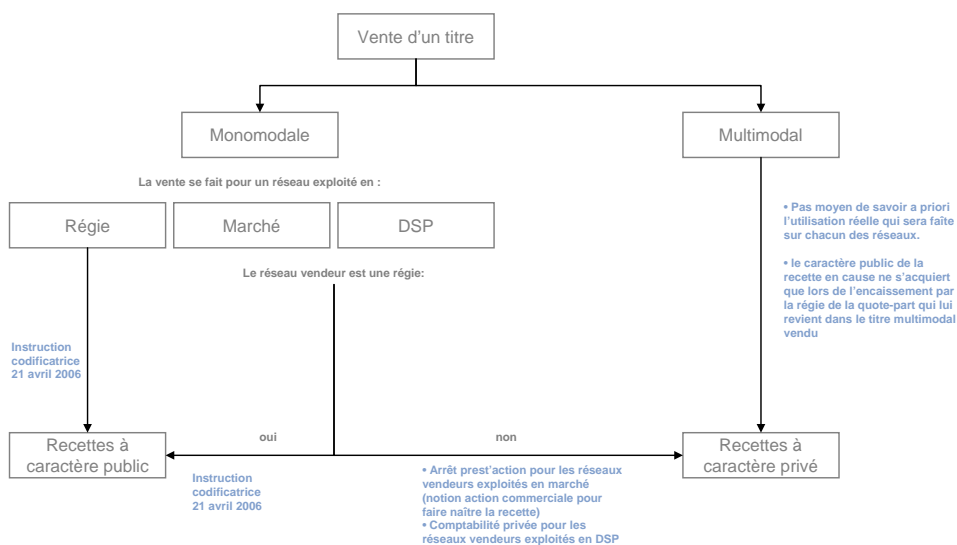 Vente d'un titre
Monomodale
Multimodal
La vente se fait pour un réseau exploité en :
Régie
Marché
DSP
• Pas moyen de savoir a priori
l'utilisation réelle qui sera faîte
sur chacun des réseaux.
• le caractère public de la
recette en cause ne s'acquiert
que lors de l'encaissement par
la régie de la quote-part qui lui
revient dans le titre multimodal
vendu
Le réseau vendeur est une régie:
Instruction
codificatrice
21 avril 2006
Recettes à
caractère public
oui
non
Recettes à
caractère privé
Instruction
codificatrice
21 avril 2006
• Arrêt prest'action pour les réseaux
vendeurs exploités en marché
(notion action commerciale pour
faire naître la recette)
• Comptabilité privée pour les
réseaux vendeurs exploités en DSP